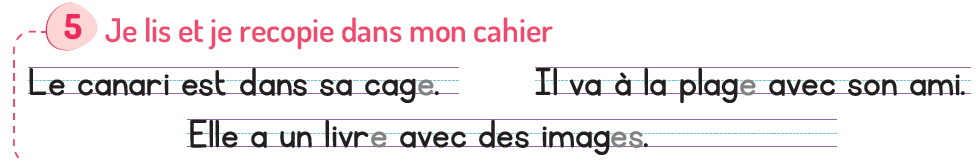 5 Je lis et je recopie dans mon cahier
Le canari est dans sa cage. Il va à la plage avec son ami.
Elle a un livre avec des images.